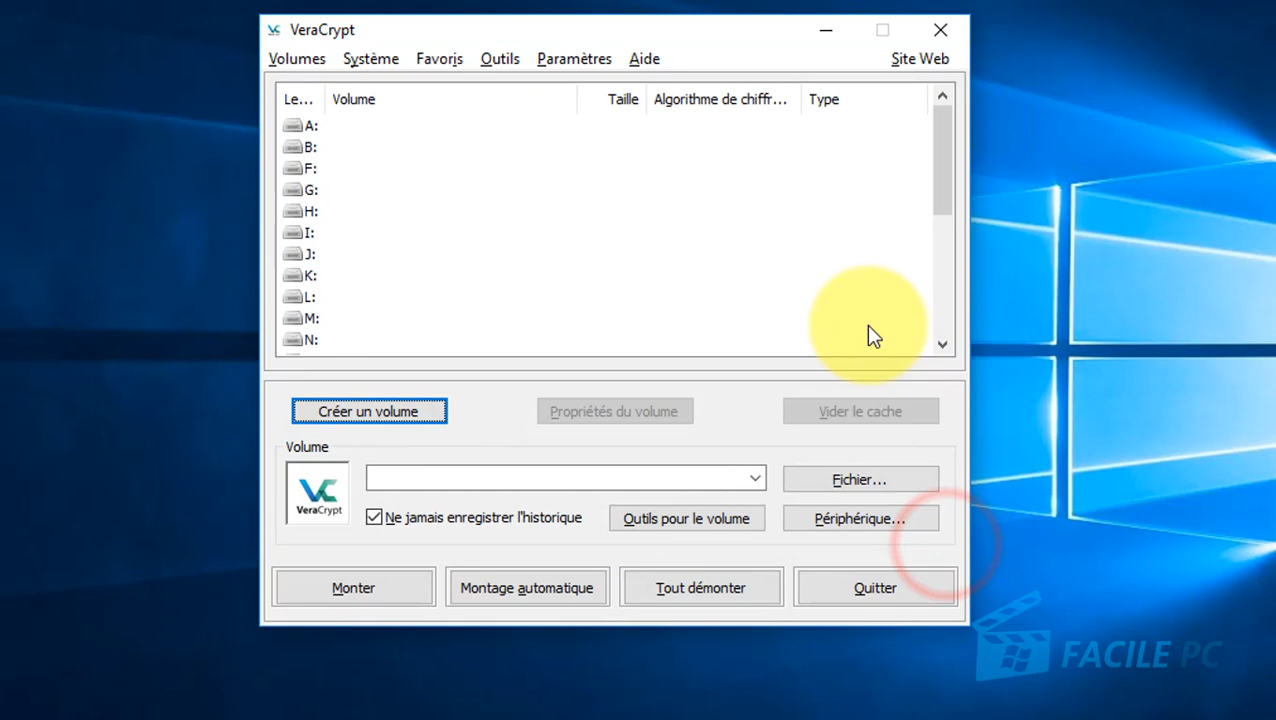 VeraCrypt
Volumes Système Favoris Outils Paramètres Aide Site Web
Le... Volume Taille Algorithme de chiffr... Type
A:
B:
F:
G:
H:
I:
J:
K:
L:
M:
N:
Créer un volume Propriétés du volume Vider le cache
Volume
VeraCrypt
Fichier...
Ne jamais enregistrer l'historique Outils pour le volume Périphérique...
Monter Montage automatique Tout démonter Quitter
FACILE PC